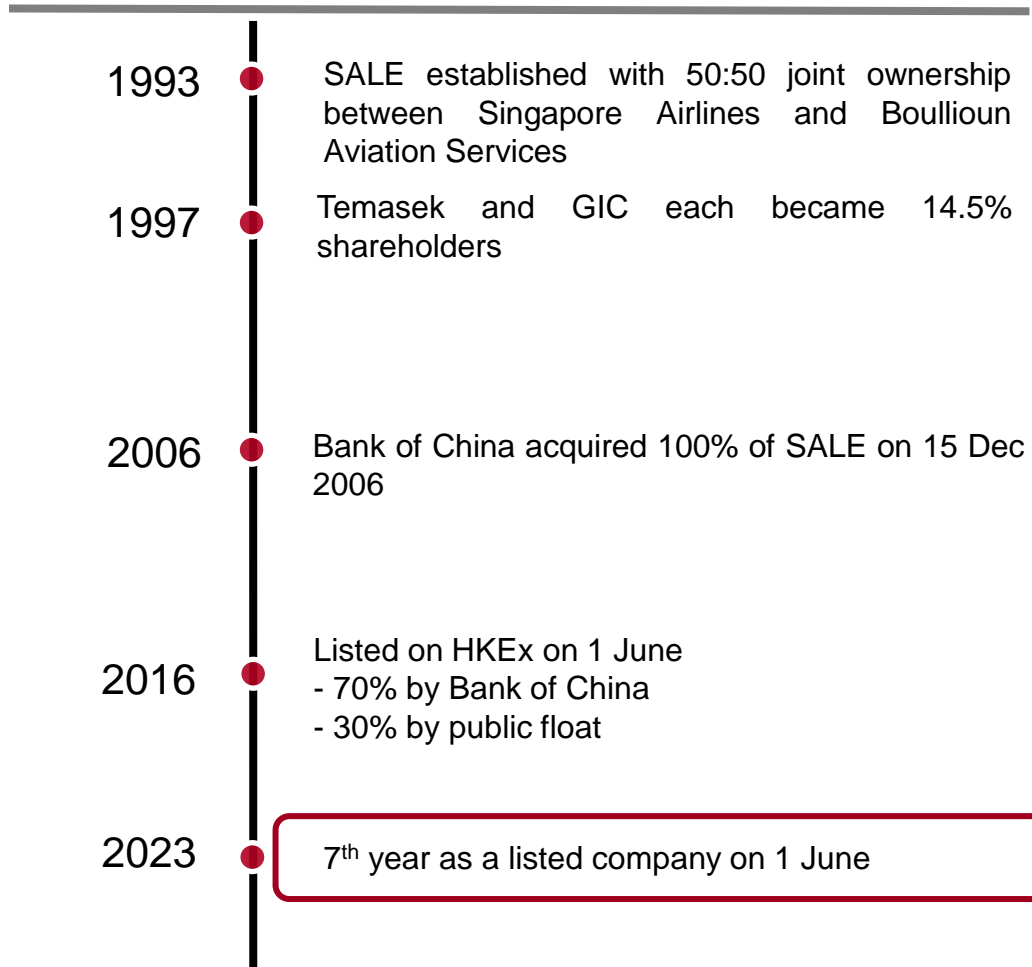 1993
SALE established with 50:50 joint ownership
between Singapore Airlines and Boullioun
Aviation Services
1997
Temasek and GIC each became 14.5%
shareholders
2006
Bank of China acquired 100% of SALE on 15 Dec
2006
2016
Listed on HKEx on 1 June
- 70% by Bank of China
- 30% by public float
2023
7th year as a listed company on 1 June